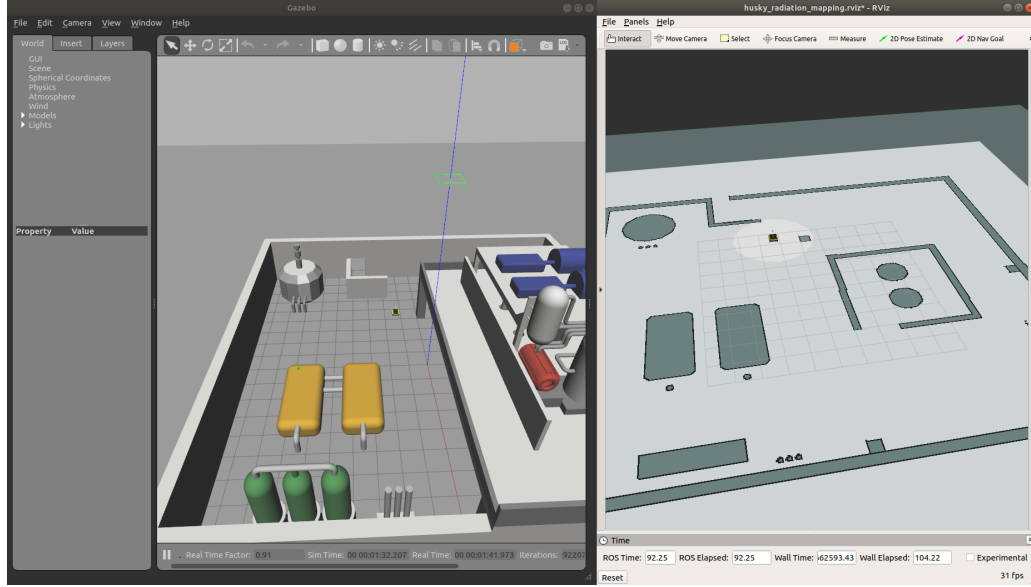 Gazebo
File Edit Camera View Window Help
World Insert Layers
GUI
Scene
Spherical Coordinates
Physics
Atmosphere
Wind
Models
Lights
Property Value
Real Time Factor: 0.91 Sim Time: 00 00:01:32.207 Real Time: 00 00:01:41.973 Iterations: 92207
husky_radiation_mapping.rviz* - RViz
File Panels Help
Interact Move Camera Select Focus Camera Measure 2D Pose Estimate 2D Nav Goal
Time
ROS Time: 92.25 ROS Elapsed: 92.25 Wall Time: 62593.43 Wall Elapsed: 104.22 Experimental
Reset 31 fps